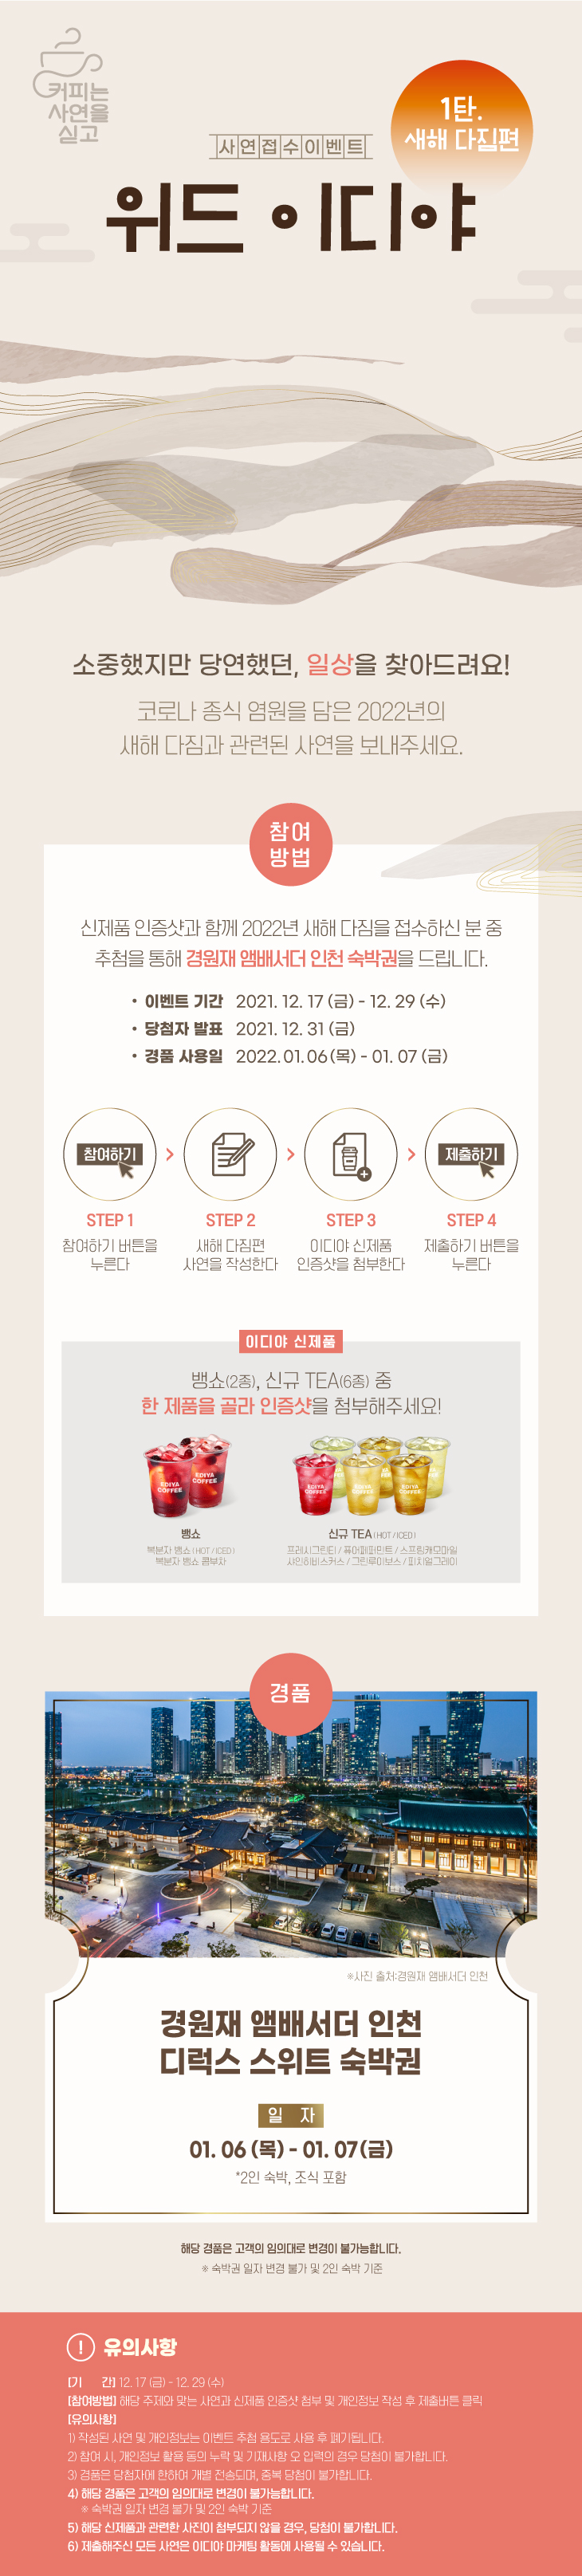 커피는
사연을
싣고
1탄.
새해 다짐편
사연접수이벤트
위드 이디야
소중했지만 당연했던, 일상을 찾아드려요!
코로나 종식 염원을 담은 2022년의
새해 다짐과 관련된 사연을 보내주세요.
참여
방법
신제품 인증샷과 함께 2022년 새해 다짐을 접수하신 분 중
추첨을 통해 경원재 앰배서더 인천 숙박권을 드립니다.
• 이벤트 기간 2021. 12. 17 (금) - 12. 29 (수)
• 당첨자 발표 2021. 12. 31 (금)
• 경품 사용일 2022. 01. 06 (목) - 01. 07 (금)
참여하기 > > > 제출하기
STEP 1 STEP 2 STEP 3 STEP 4
참여하기 버튼을 새해 다짐편 이디야 신제품 제출하기 버튼을
누른다 사연을 작성한다 인증샷을 첨부한다 누른다
이디야 신제품
뱅쇼(2종), 신규 TEA(6종) 중
한 제품을 골라 인증샷을 첨부해주세요!
EDIYA
COFFEE
EDIYA
COFFEE
EDIYA
COFFEE
EDIYA
COFFEE
EDIYA
COFFEE
뱅쇼 신규 TEA (HOT / ICED)
복분자 뱅쇼 (HOT / ICED) 프레시그린티 / 퓨어페퍼민트 / 스프링캐모마일
복분자 뱅쇼 콤부차 샤인히비스커스 / 그린루이보스 / 피치얼그레이
경품
※사진 출처:경원재 앰배서더 인천
경원재 앰배서더 인천
디럭스 스위트 숙박권
일 자
01. 06 (목) - 01. 07(금)
*2인 숙박, 조식 포함
해당 경품은 고객의 임의대로 변경이 불가능합니다.
※ 숙박권 일자 변경 불가 및 2인 숙박 기준
! 유의사항
[기 간] 12. 17 (금) - 12. 29 (수)
[참여방법] 해당 주제와 맞는 사연과 신제품 인증샷 첨부 및 개인정보 작성 후 제출버튼 클릭
[유의사항]
1) 작성된 사연 및 개인정보는 이벤트 추첨 용도로 사용 후 폐기됩니다.
2) 참여 시, 개인정보 활용 동의 누락 및 기재사항 오 입력의 경우 당첨이 불가합니다.
3) 경품은 당첨자에 한하여 개별 전송되며, 중복 당첨이 불가합니다.
4) 해당 경품은 고객의 임의대로 변경이 불가능합니다.
※ 숙박권 일자 변경 불가 및 2인 숙박 기준
5) 해당 신제품과 관련한 사진이 첨부되지 않을 경우, 당첨이 불가합니다.
6) 제출해주신 모든 사연은 이디야 마케팅 활동에 사용될 수 있습니다.